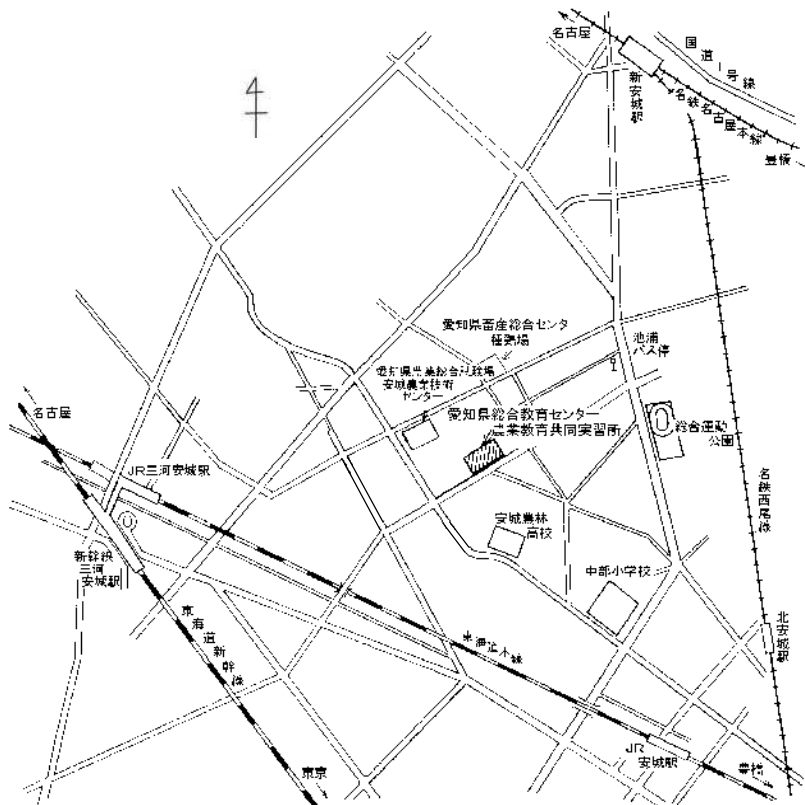 名古屋
国道1号線
新安城駅
名鉄名古屋本線
豊橋
愛知県畜産総合センタ
種鶏場
池浦
バス停
愛知県農業総合試験場
安城農業技術
センター
愛知県総合教育センター
農業教育共同実習所
総合運動
公園
名古屋
JR三河安城駅
名鉄西尾線
安城農林
高校
新幹線
三河
安城駅
中部小学校
東海道新幹線
東海道本線
北安城駅
JR
安城駅
東京
豊橋